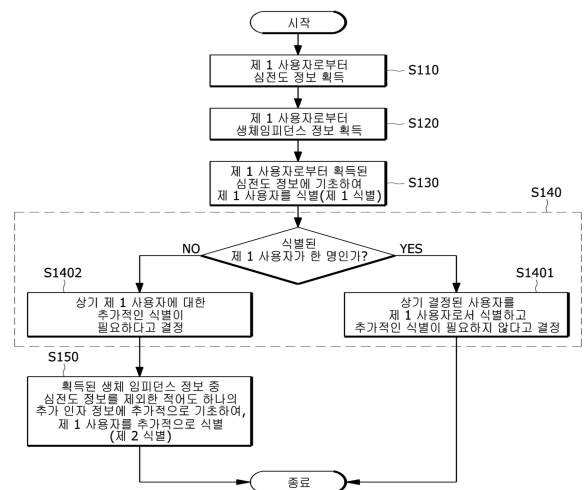 시작
제 1 사용자로부터
심전도 정보 획득
S110
제 1 사용자로부터
생체임피던스 정보 획득
S120
제 1 사용자로부터 획득된
심전도 정보에 기초하여
제 1 사용자를 식별(제 1 식별)
S130
S140
식별된
제 1 사용자가 한 명인가?
NO
YES
S1402
상기 제 1 사용자에 대한
추가적인 식별이
필요하다고 결정
S1401
상기 결정된 사용자를
제 1 사용자로서 식별하고
추가적인 식별이 필요하지 않다고 결정
S150
획득된 생체 임피던스 정보 중
심전도 정보를 제외한 적어도 하나의
추가 인자 정보에 추가적으로 기초하여,
제 1 사용자를 추가적으로 식별
(제 2 식별)
종료